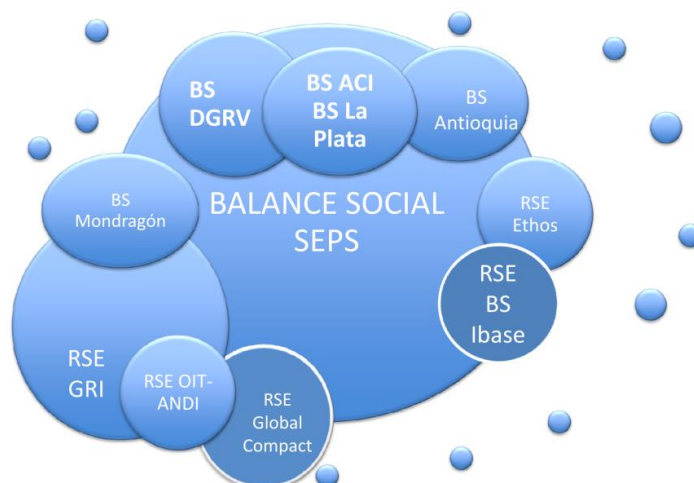 BS
DGRV
BS ACI
BS La
Plata
BS
Antioquia
BS
Mondragón
BALANCE SOCIAL
SEPS
RSE
Ethos
RSE
BS
Ibase
RSE
GRI
RSE OIT-
ANDI
RSE
Global
Compact